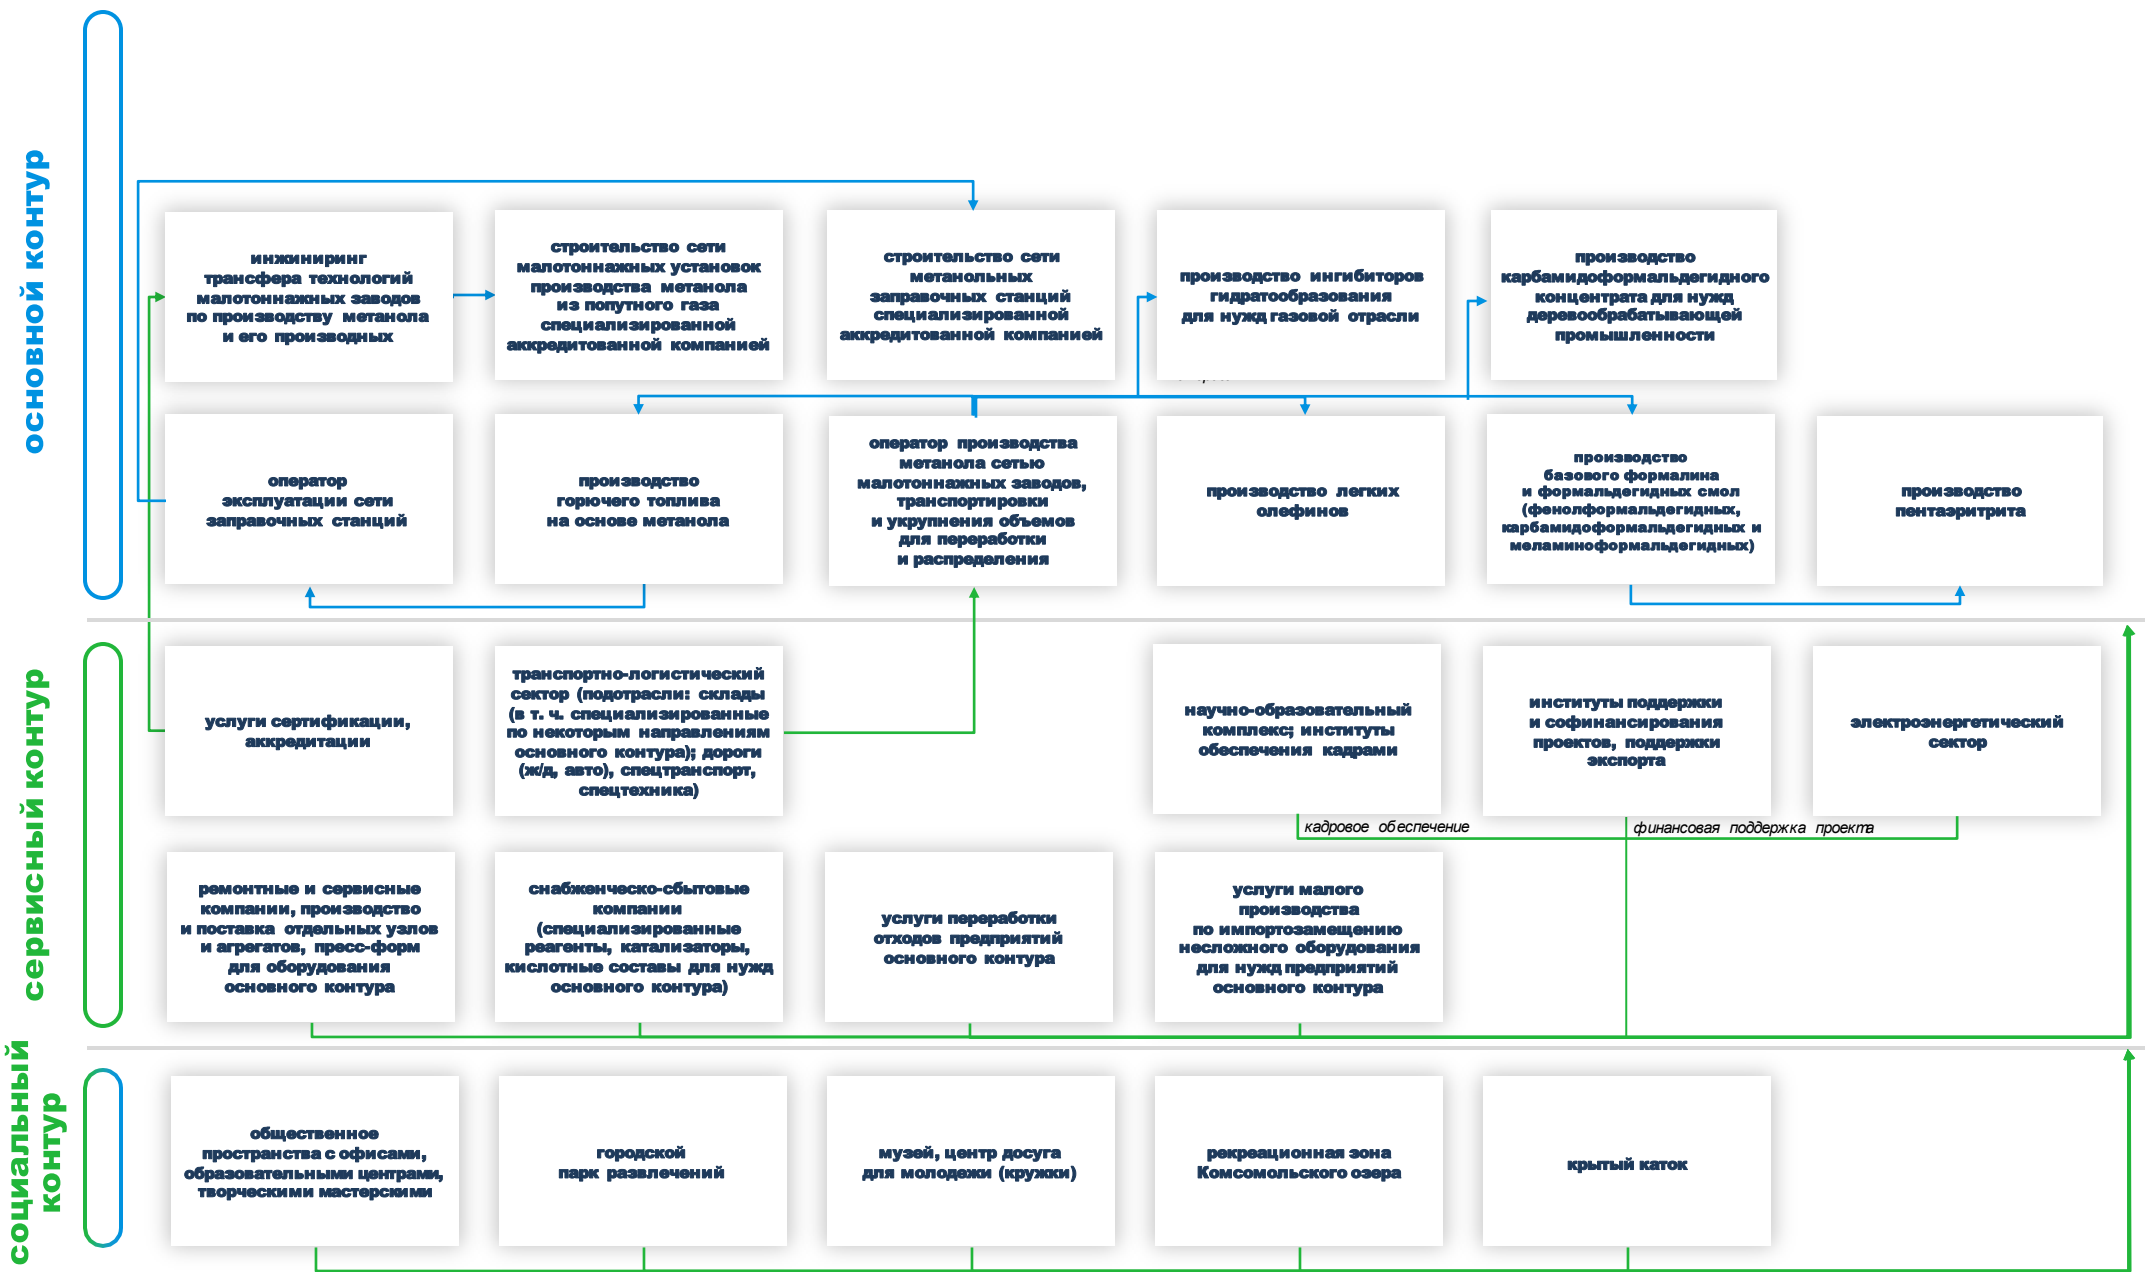 основной контур
инжиниринг
трансфера технологий
малотоннажных заводов
по производству метанола
и его производных
строительство сети
малотоннажных установок
производства метанола
из попутного газа
специализированной
аккредитованной компанией
строительство сети
метанольных
заправочных станций
специализированной
аккредитованной компанией
производство ингибиторов
гидратообразования
для нужд газовой отрасли
производство
карбамидоформальдегидного
концентрата для нужд
деревообрабатывающей
промышленности
оператор
эксплуатации сети
заправочных станций
производство
горючего топлива
на основе метанола
оператор производства
метанола сетью
малотоннажных заводов,
транспортировки
и укрупнения объемов
для переработки
и распределения
производство легких
олефинов
производство
базового формалина
и формальдегидных смол
(фенолформальдегидных,
карбамидоформальдегидных и
меламиноформальдегидных)
производство
пентаэритрита
сервисный контур
услуги сертификации,
аккредитации
транспортно-логистический
сектор (подотрасли: склады
(в т. ч. специализированные
по некоторым направлениям
основного контура); дороги
(ж/д, авто), спецтранспорт,
спецтехника)
научно-образовательный
комплекс; институты
обеспечения кадрами
институты поддержки
и софинансирования
проектов, поддержки
экспорта
электроэнергетический
сектор
кадровое обеспечение
финансовая поддержка проекта
ремонтные и сервисные
компании, производство
и поставка отдельных узлов
и агрегатов, пресс-форм
для оборудования
основного контура
снабженческо-сбытовые
компании
(специализированные
реагенты, катализаторы,
кислотные составы для нужд
основного контура)
услуги переработки
отходов предприятий
основного контура
услуги малого
производства
по импортозамещению
несложного оборудования
для нужд предприятий
основного контура
социальный
контур
общественное
пространства с офисами,
образовательными центрами,
творческими мастерскими
городской
парк развлечений
музей, центр досуга
для молодежи (кружки)
рекреационная зона
Комсомольского озера
крытый каток